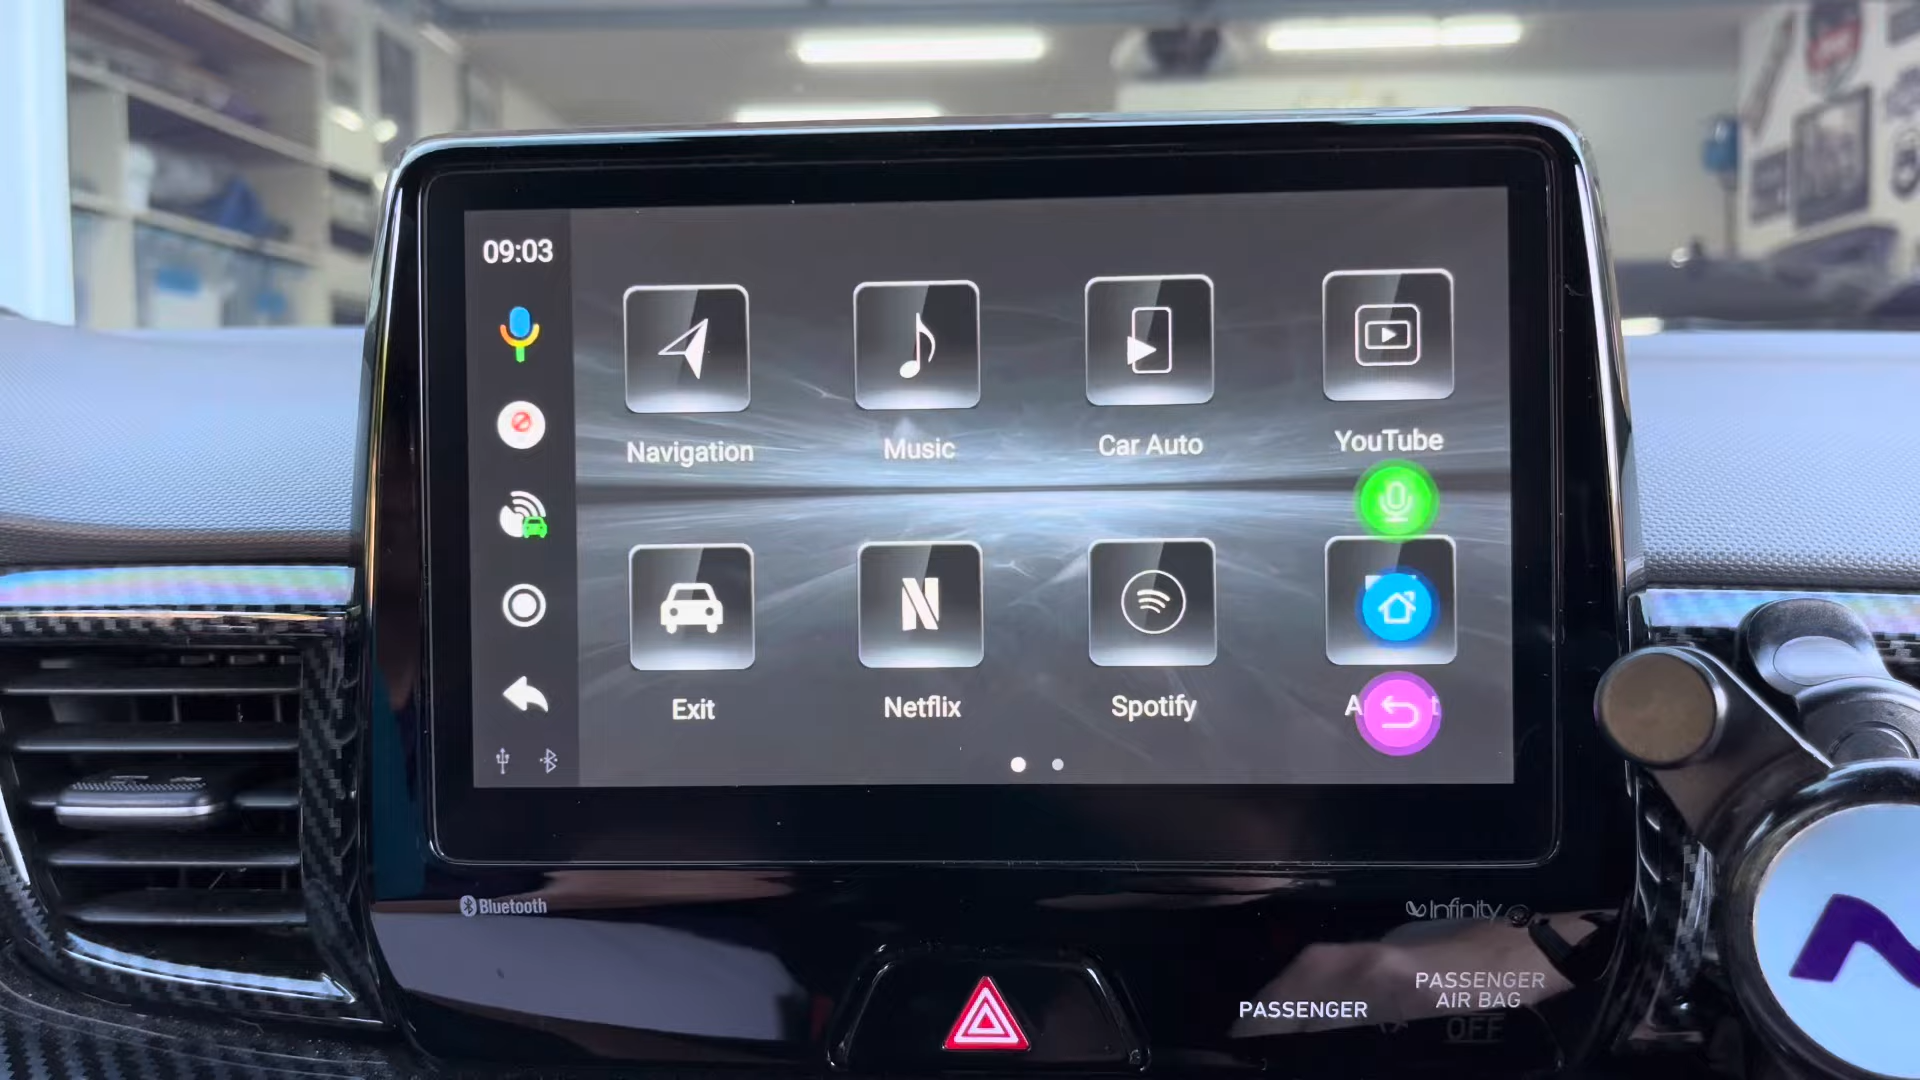 09:03
Navigation
Music
Car Auto
YouTube
Exit
Netflix
Spotify
Bluetooth
Infinity
PASSENGER
PASSENGER
AIR BAG
OFF